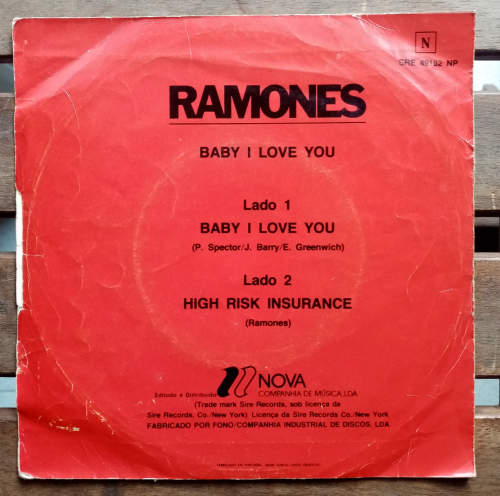 N
SRE 49182 NP
RAMONES
BABY I LOVE YOU
Lado 1
BABY I LOVE YOU
(P. Spector/J. Barry/E. Greenwich)
Lado 2
HIGH RISK INSURANCE
(Ramones)
NOVA
Editado e Distribuído COMPANHIA DE MÚSICA, LDA.
(Trade mark Sire Records, sob licença da
Sire Records, Co./New York) Licença da Sire Records Co./New York
FABRICADO POR FONO/COMPANHIA INDUSTRIAL DE DISCOS, LDA.